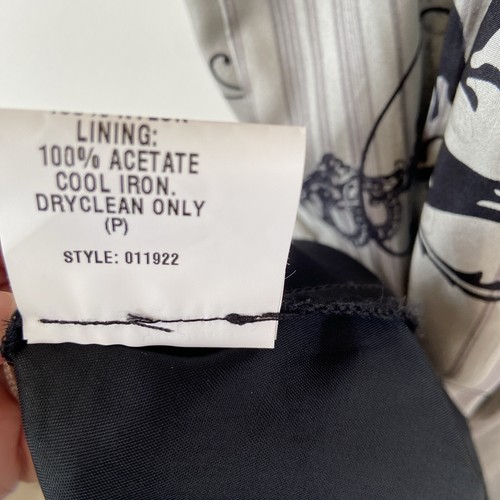 LINING:
100% ACETATE
COOL IRON.
DRYCLEAN ONLY
(P)
STYLE: 011922